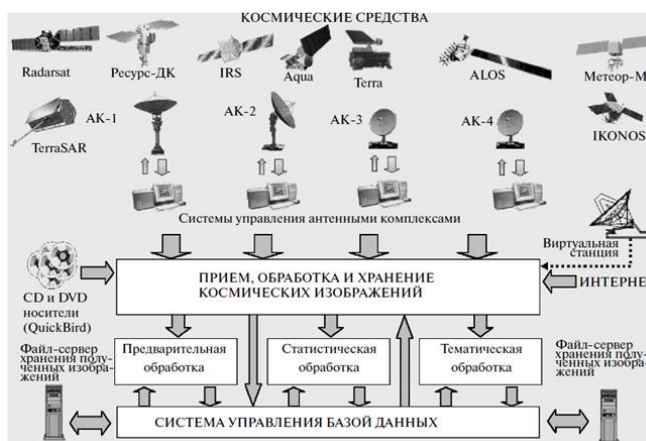 КОСМИЧЕСКИЕ СРЕДСТВА
Radarsat
Ресурс-ДК
IRS
Aqua
Terra
ALOS
Метеор-М
TerraSAR
АК-1
АК-2
АК-3
АК-4
IKONOS
Системы управления антенными комплексами
Виртуальная
станция
CD и DVD
носители
(QuickBird)
ПРИЕМ, ОБРАБОТКА И ХРАНЕНИЕ
КОСМИЧЕСКИХ ИЗОБРАЖЕНИЙ
ИНТЕРНЕ
Файл-сервер
хранения полу-
ченных изобра-
жений
Предварительная
обработка
Статистическая
обработка
Тематическая
обработка
Файл-сервер
хранения полу-
ченных изобра-
жений
СИСТЕМА УПРАВЛЕНИЯ БАЗОЙ ДАННЫХ